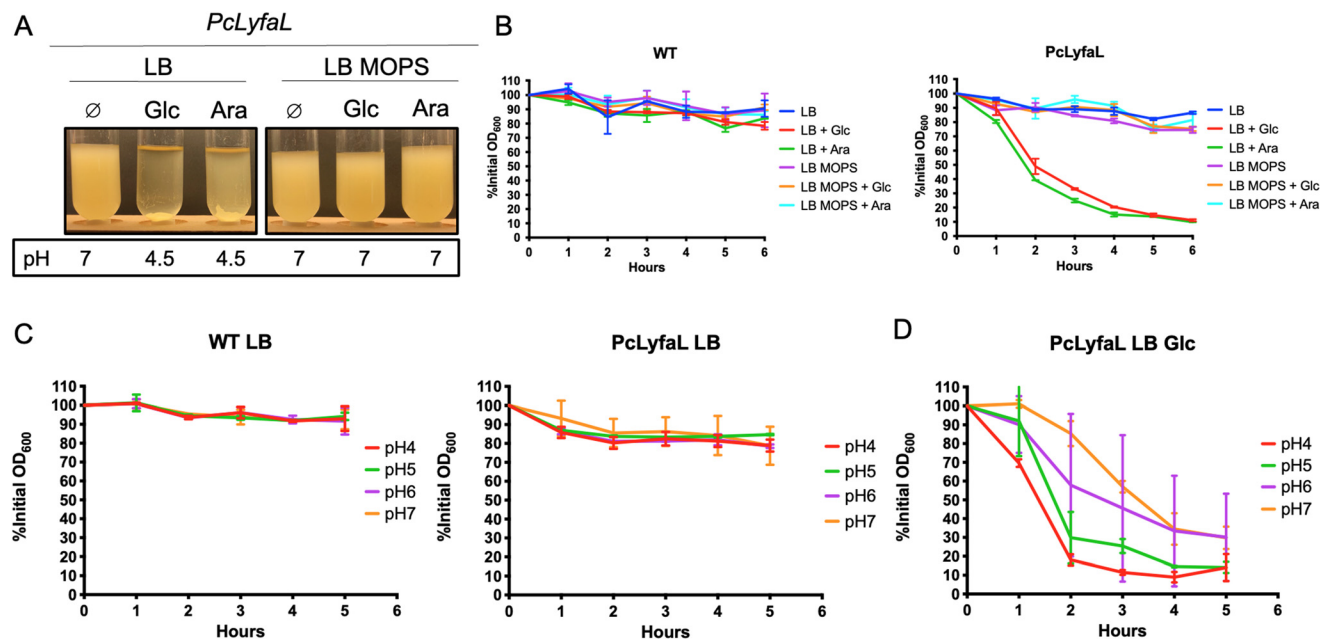 A
PcLyfaL
LB LB MOPS
∅ Glc Ara ∅ Glc Ara
pH 7 4.5 4.5 7 7 7
B
WT
%Initial OD600
110
100
90
80
70
60
50
40
30
20
10
0
0 1 2 3 4 5 6
Hours
LB
LB + Glc
LB + Ara
LB MOPS
LB MOPS + Glc
LB MOPS + Ara
PcLyfaL
%Initial OD600
110
100
90
80
70
60
50
40
30
20
10
0
0 1 2 3 4 5 6
Hours
LB
LB + Glc
LB + Ara
LB MOPS
LB MOPS + Glc
LB MOPS + Ara
C
WT LB
%Initial OD600
110
100
90
80
70
60
50
40
30
20
10
0
0 1 2 3 4 5 6
Hours
pH4
pH5
pH6
pH7
PcLyfaL LB
%Initial OD600
110
100
90
80
70
60
50
40
30
20
10
0
0 1 2 3 4 5 6
Hours
pH4
pH5
pH6
pH7
D
PcLyfaL LB Glc
%Initial OD600
110
100
90
80
70
60
50
40
30
20
10
0
0 1 2 3 4 5 6
Hours
pH4
pH5
pH6
pH7